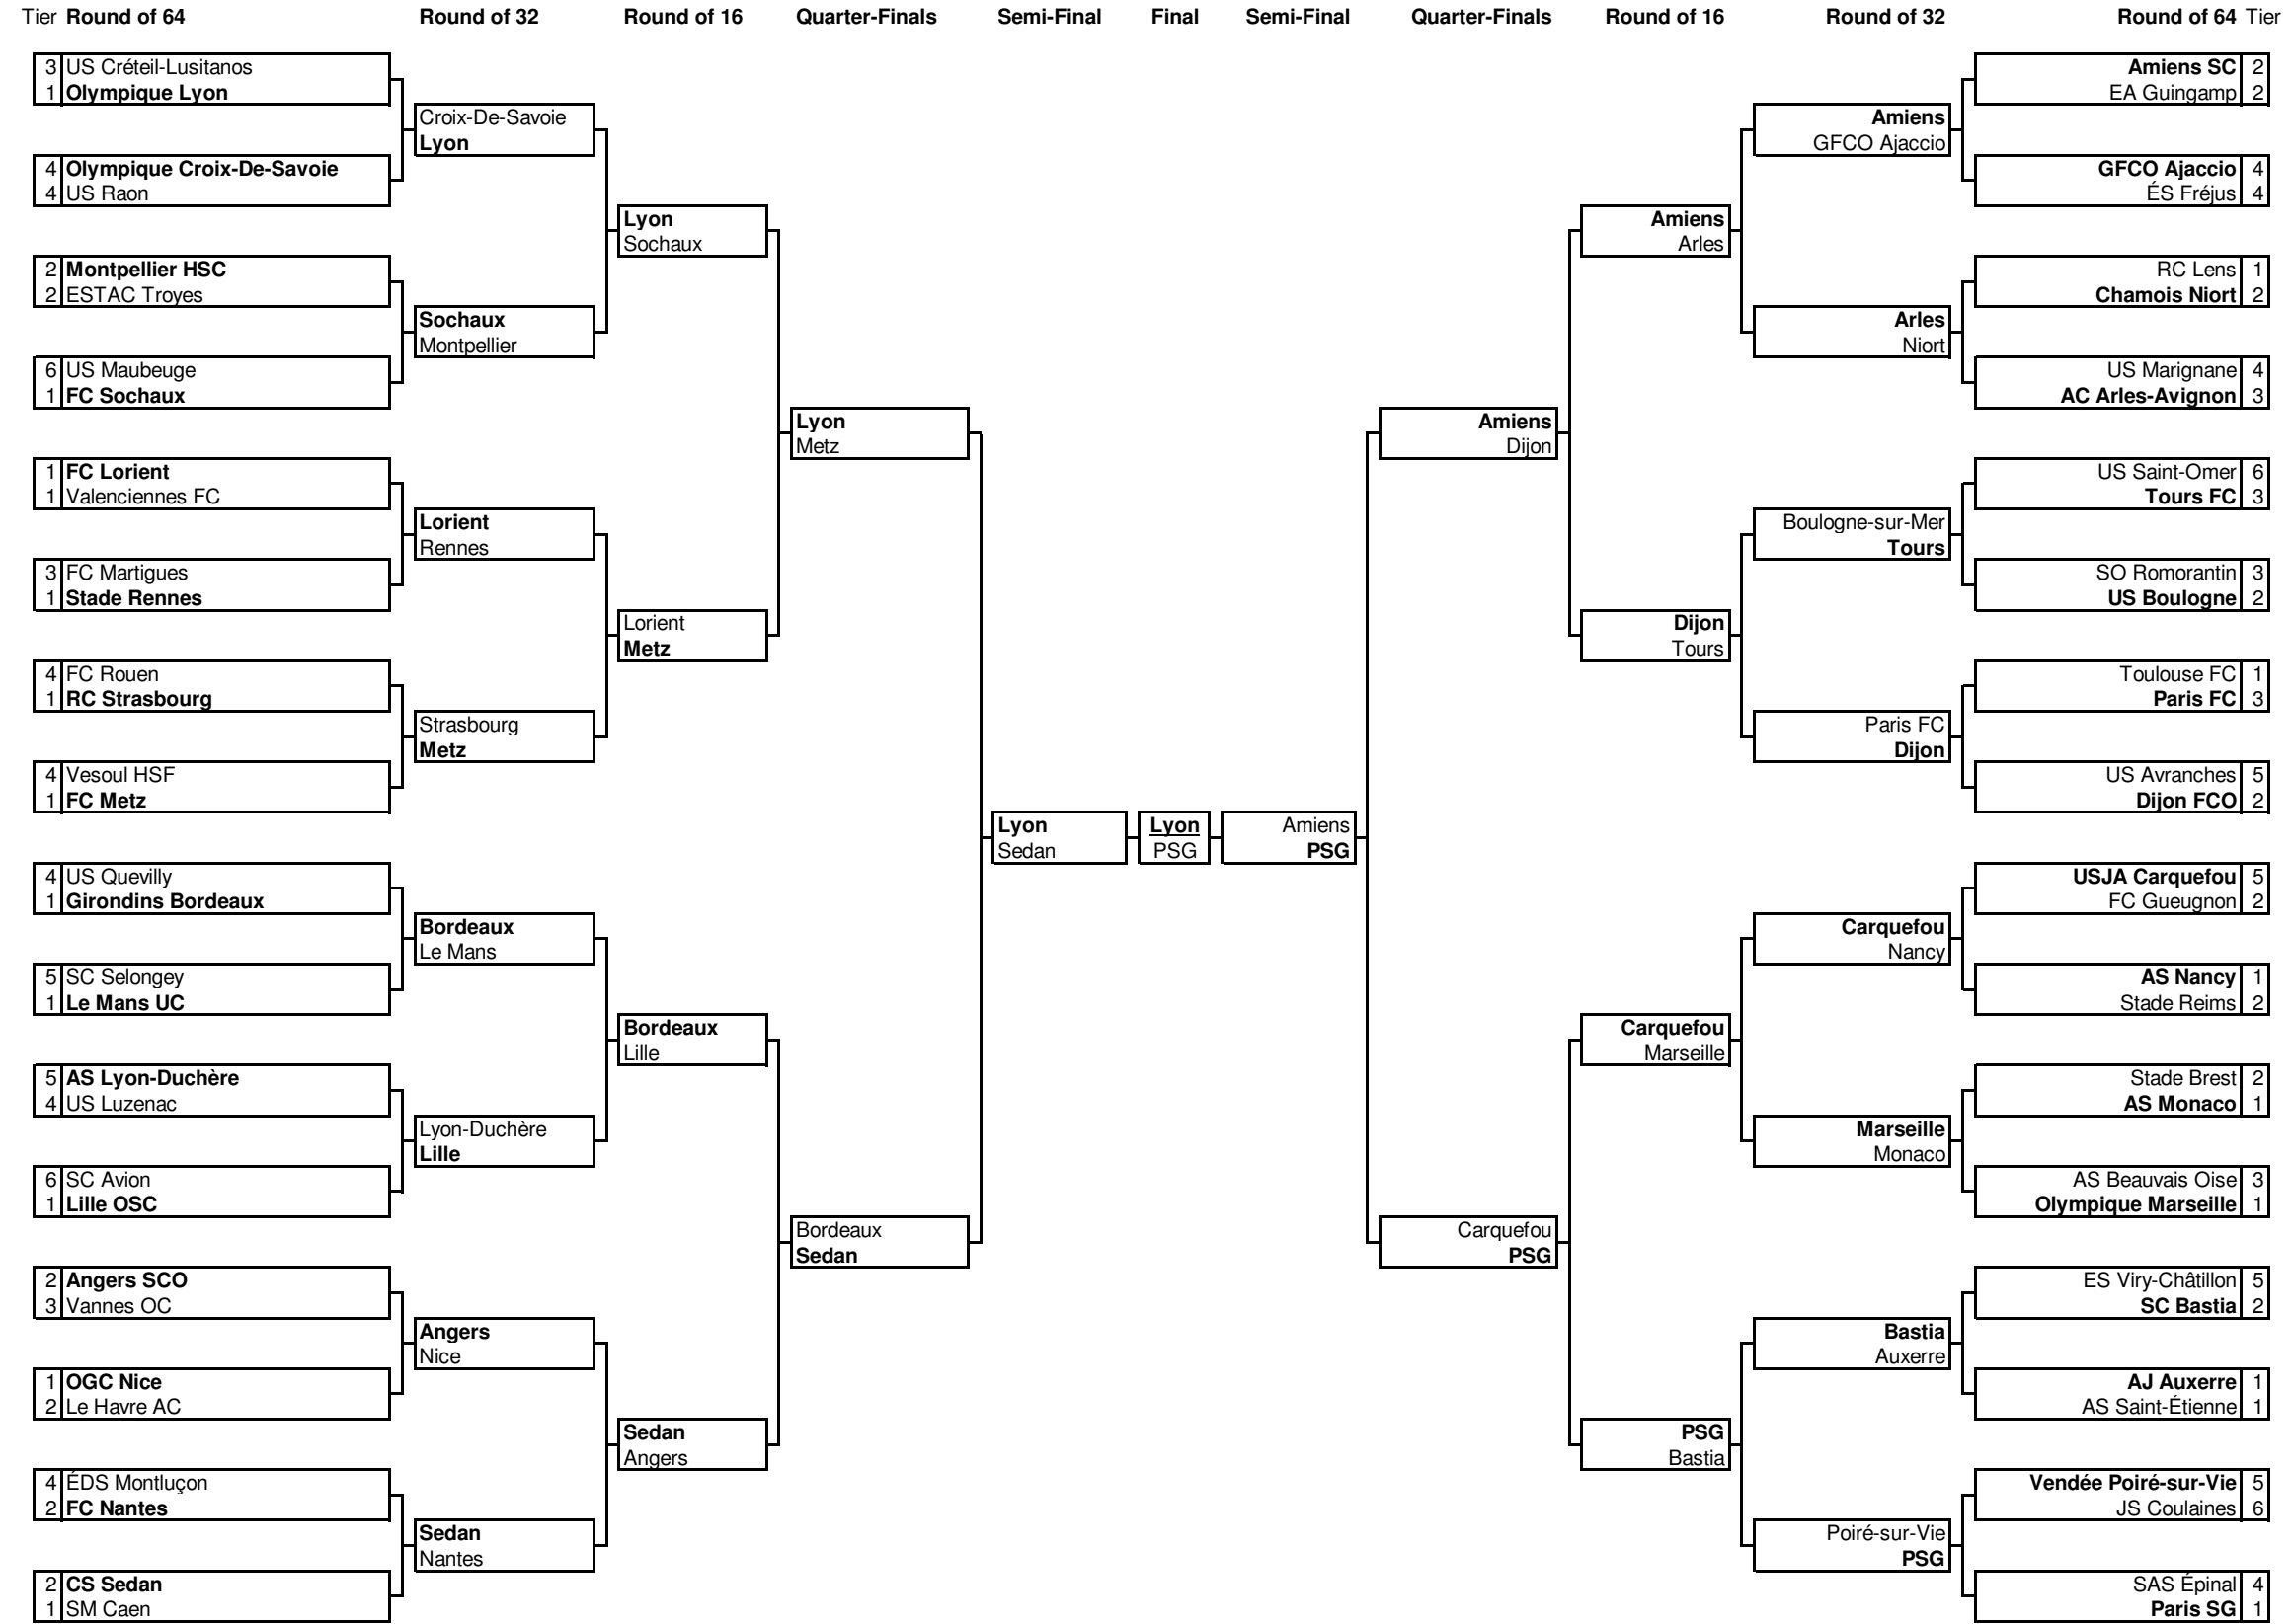 Tier Round of 64 Round of 32 Round of 16 Quarter-Finals Semi-Final Final Semi-Final Quarter-Finals Round of 16 Round of 32 Round of 64 Tier
3 US Créteil-Lusitanos
1 Olympique Lyon
4 Olympique Croix-De-Savoie
4 US Raon
2 Montpellier HSC
2 ESTAC Troyes
6 US Maubeuge
1 FC Sochaux
1 FC Lorient
1 Valenciennes FC
3 FC Martigues
1 Stade Rennes
4 FC Rouen
1 RC Strasbourg
4 Vesoul HSF
1 FC Metz
4 US Quevilly
1 Girondins Bordeaux
5 SC Selongey
1 Le Mans UC
5 AS Lyon-Duchère
4 US Luzenac
6 SC Avion
1 Lille OSC
2 Angers SCO
3 Vannes OC
1 OGC Nice
2 Le Havre AC
4 ÉDS Montluçon
2 FC Nantes
2 CS Sedan
1 SM Caen
Croix-De-Savoie
Lyon
Sochaux
Montpellier
Lorient
Rennes
Strasbourg
Metz
Bordeaux
Le Mans
Lyon-Duchère
Lille
Angers
Nice
Sedan
Nantes
Lyon
Sochaux
Lorient
Metz
Bordeaux
Lille
Sedan
Angers
Lyon
Metz
Bordeaux
Sedan
Lyon
Sedan
Lyon
PSG
Amiens
PSG
Amiens
Dijon
Carquefou
PSG
Amiens
Arles
Dijon
Tours
Carquefou
Marseille
PSG
Bastia
Amiens
GFCO Ajaccio
Arles
Niort
Boulogne-sur-Mer
Tours
Paris FC
Dijon
Carquefou
Nancy
Marseille
Monaco
Bastia
Auxerre
Poiré-sur-Vie
PSG
Amiens SC 2
EA Guingamp 2
GFCO Ajaccio 4
ÉS Fréjus 4
RC Lens 1
Chamois Niort 2
US Marignane 4
AC Arles-Avignon 3
US Saint-Omer 6
Tours FC 3
SO Romorantin 3
US Boulogne 2
Toulouse FC 1
Paris FC 3
US Avranches 5
Dijon FCO 2
USJA Carquefou 5
FC Gueugnon 2
AS Nancy 1
Stade Reims 2
Stade Brest 2
AS Monaco 1
AS Beauvais Oise 3
Olympique Marseille 1
ES Viry-Châtillon 5
SC Bastia 2
AJ Auxerre 1
AS Saint-Étienne 1
Vendée Poiré-sur-Vie 5
JS Coulaines 6
SAS Épinal 4
Paris SG 1